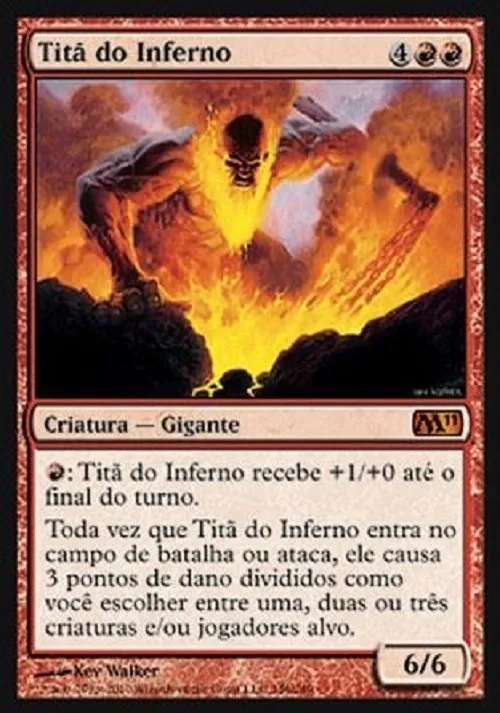 Titã do Inferno 4
Criatura — Gigante M11
: Titã do Inferno recebe +1/+0 até o
final do turno.
Toda vez que Titã do Inferno entra no
campo de batalha ou ataca, ele causa
3 pontos de dano divididos como
você escolher entre uma, duas ou três
criaturas e/ou jogadores alvo.
Kev Walker
6/6